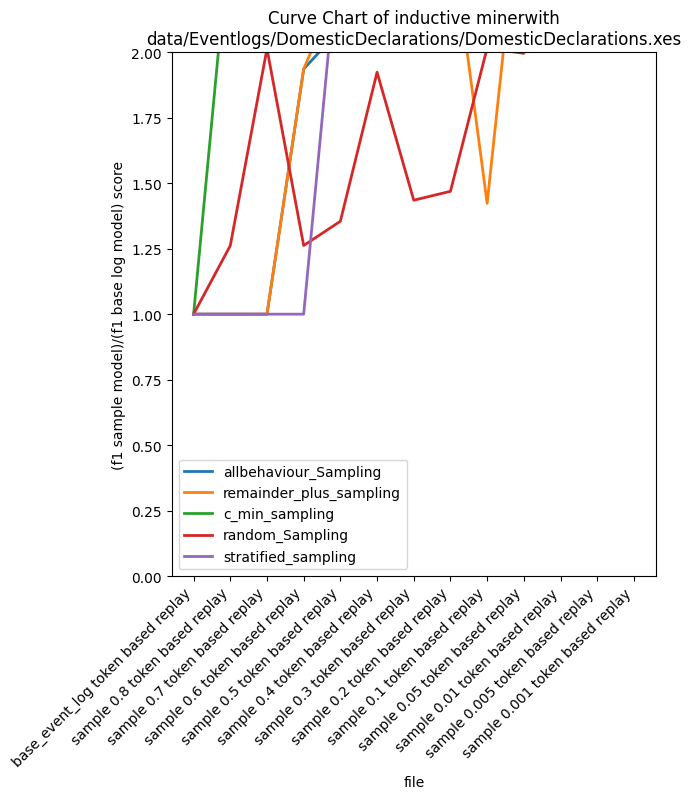 Curve Chart of inductive minerwith
data/Eventlogs/DomesticDeclarations/DomesticDeclarations.xes
2.00
1.75
1.50
1.25
1.00
0.75
0.50
0.25
0.00
(f1 sample model)/(f1 base log model) score
allbehaviour_Sampling
remainder_plus_sampling
c_min_sampling
random_Sampling
stratified_sampling
base_event_log token based replay
sample 0.8 token based replay
sample 0.7 token based replay
sample 0.6 token based replay
sample 0.5 token based replay
sample 0.4 token based replay
sample 0.3 token based replay
sample 0.2 token based replay
sample 0.1 token based replay
sample 0.05 token based replay
sample 0.01 token based replay
sample 0.005 token based replay
sample 0.001 token based replay
file